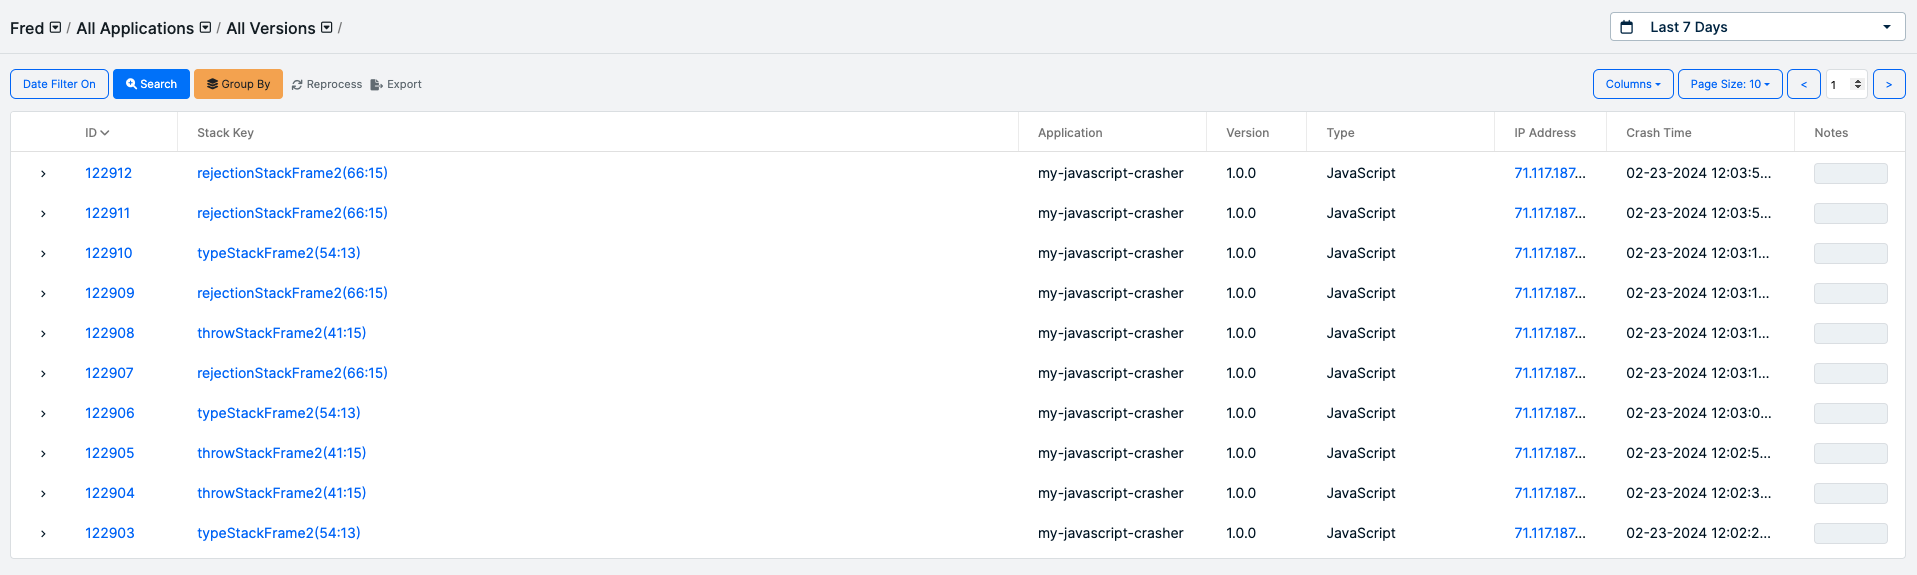 Fred / All Applications / All Versions /
Last 7 Days
Date Filter On Search Group By Reprocess Export
Columns Page Size: 10 < 1 >
ID Stack Key Application Version Type IP Address Crash Time Notes
122912 rejectionStackFrame2(66:15) my-javascript-crasher 1.0.0 JavaScript 71.117.187... 02-23-2024 12:03:5...
122911 rejectionStackFrame2(66:15) my-javascript-crasher 1.0.0 JavaScript 71.117.187... 02-23-2024 12:03:5...
122910 typeStackFrame2(54:13) my-javascript-crasher 1.0.0 JavaScript 71.117.187... 02-23-2024 12:03:1...
122909 rejectionStackFrame2(66:15) my-javascript-crasher 1.0.0 JavaScript 71.117.187... 02-23-2024 12:03:1...
122908 throwStackFrame2(41:15) my-javascript-crasher 1.0.0 JavaScript 71.117.187... 02-23-2024 12:03:1...
122907 rejectionStackFrame2(66:15) my-javascript-crasher 1.0.0 JavaScript 71.117.187... 02-23-2024 12:03:1...
122906 typeStackFrame2(54:13) my-javascript-crasher 1.0.0 JavaScript 71.117.187... 02-23-2024 12:03:0...
122905 throwStackFrame2(41:15) my-javascript-crasher 1.0.0 JavaScript 71.117.187... 02-23-2024 12:02:5...
122904 throwStackFrame2(41:15) my-javascript-crasher 1.0.0 JavaScript 71.117.187... 02-23-2024 12:02:3...
122903 typeStackFrame2(54:13) my-javascript-crasher 1.0.0 JavaScript 71.117.187... 02-23-2024 12:02:2...